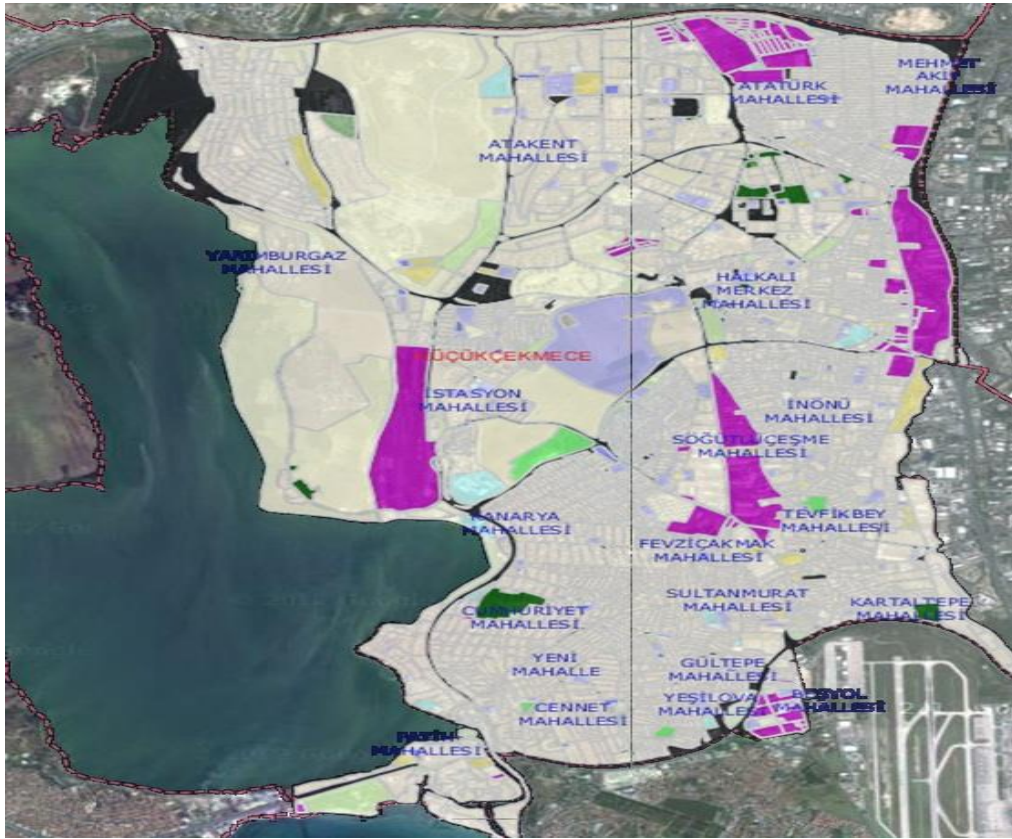 MEHMET
AKİF
MAHALLESİ
ATATÜRK
MAHALLESİ
ATAKENT
MAHALLESİ
YARIMBURGAZ
MAHALLESİ
HALKALI
MERKEZ
MAHALLESİ
KÜÇÜKÇEKMECE
İSTASYON
MAHALLESİ
İNÖNÜ
MAHALLESİ
SÖĞÜTLÜÇEŞME
MAHALLESİ
KANARYA
MAHALLESİ
TEVFİKBEY
MAHALLESİ
FEVZİÇAKMAK
MAHALLESİ
SULTANMURAT
MAHALLESİ
KARTALTEPE
MAHALLESİ
CUMHURİYET
MAHALLESİ
YENİ
MAHALLE
GÜLTEPE
MAHALLESİ
YEŞİLOVA
MAHALLESİ
BEŞYOL
MAHALLESİ
CENNET
MAHALLESİ
FATİH
MAHALLESİ